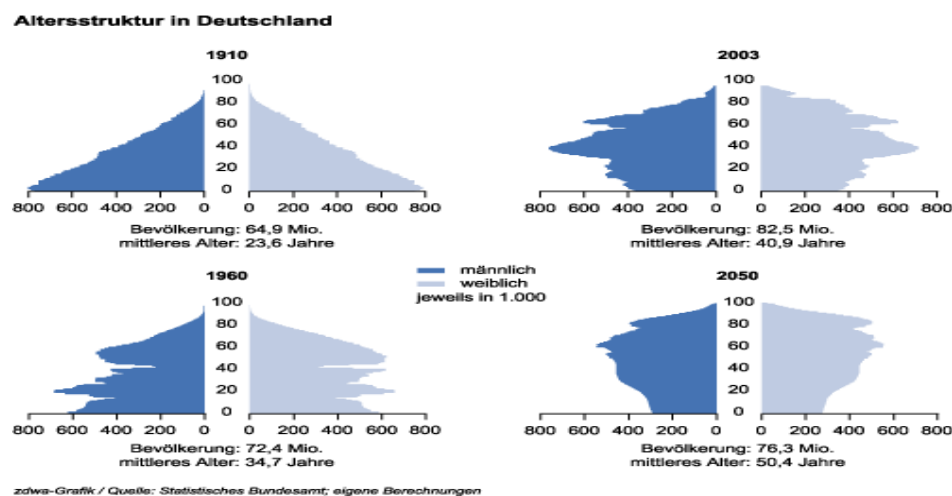 Altersstruktur in Deutschland
1910
100
80
60
40
20
0
800 600 400 200 0
0 200 400 600 800
Bevölkerung: 64,9 Mio.
mittleres Alter: 23,6 Jahre
2003
100
80
60
40
20
0
800 600 400 200 0
0 200 400 600 800
Bevölkerung: 82,5 Mio.
mittleres Alter: 40,9 Jahre
männlich
weiblich
jeweils in 1.000
1960
100
80
60
40
20
0
800 600 400 200 0
0 200 400 600 800
Bevölkerung: 72,4 Mio.
mittleres Alter: 34,7 Jahre
2050
100
80
60
40
20
0
800 600 400 200 0
0 200 400 600 800
Bevölkerung: 76,3 Mio.
mittleres Alter: 50,4 Jahre
zdwa-Grafik / Quelle: Statistisches Bundesamt; eigene Berechnungen